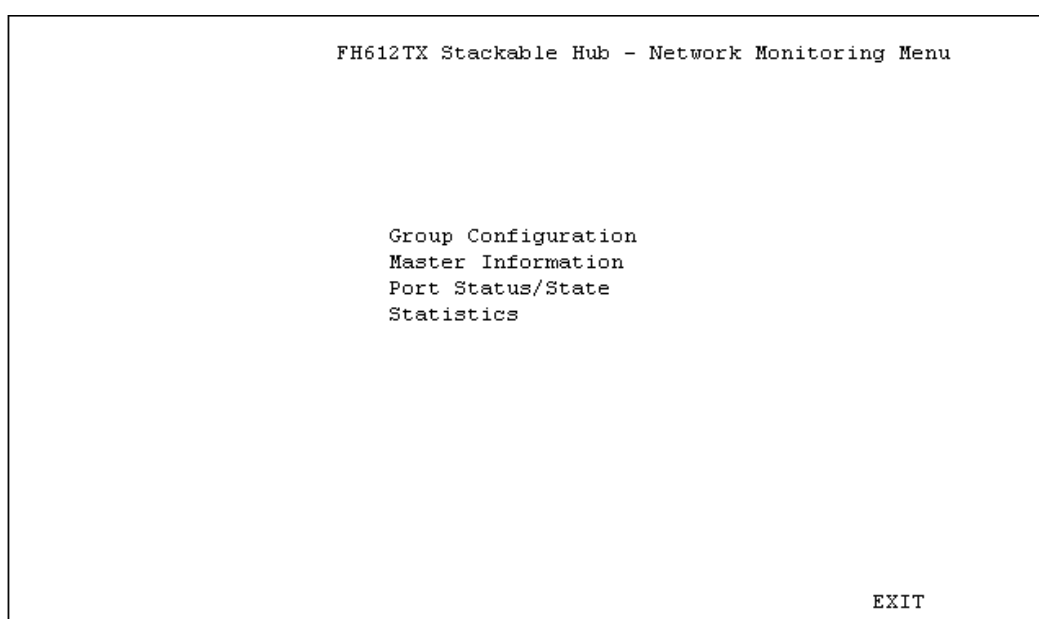 FH612TX Stackable Hub - Network Monitoring Menu
Group Configuration
Master Information
Port Status/State
Statistics
EXIT